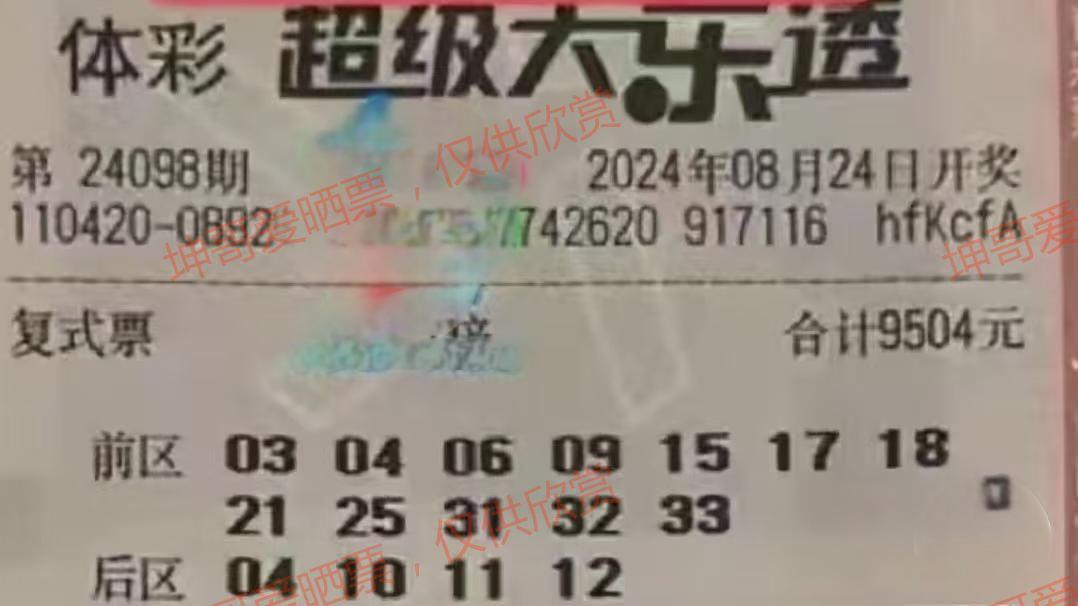 体彩 超级大乐透
第 24098期 2024年08月24日开奖
110420-0892 742620 917116 hfKcfA
复式票 合计9504元
前区 03 04 06 09 15 17 18
21 25 31 32 33
后区 04 10 11 12
坤哥爱晒票，仅供欣赏
坤哥爱
坤哥爱晒票，仅供欣赏
坤哥爱